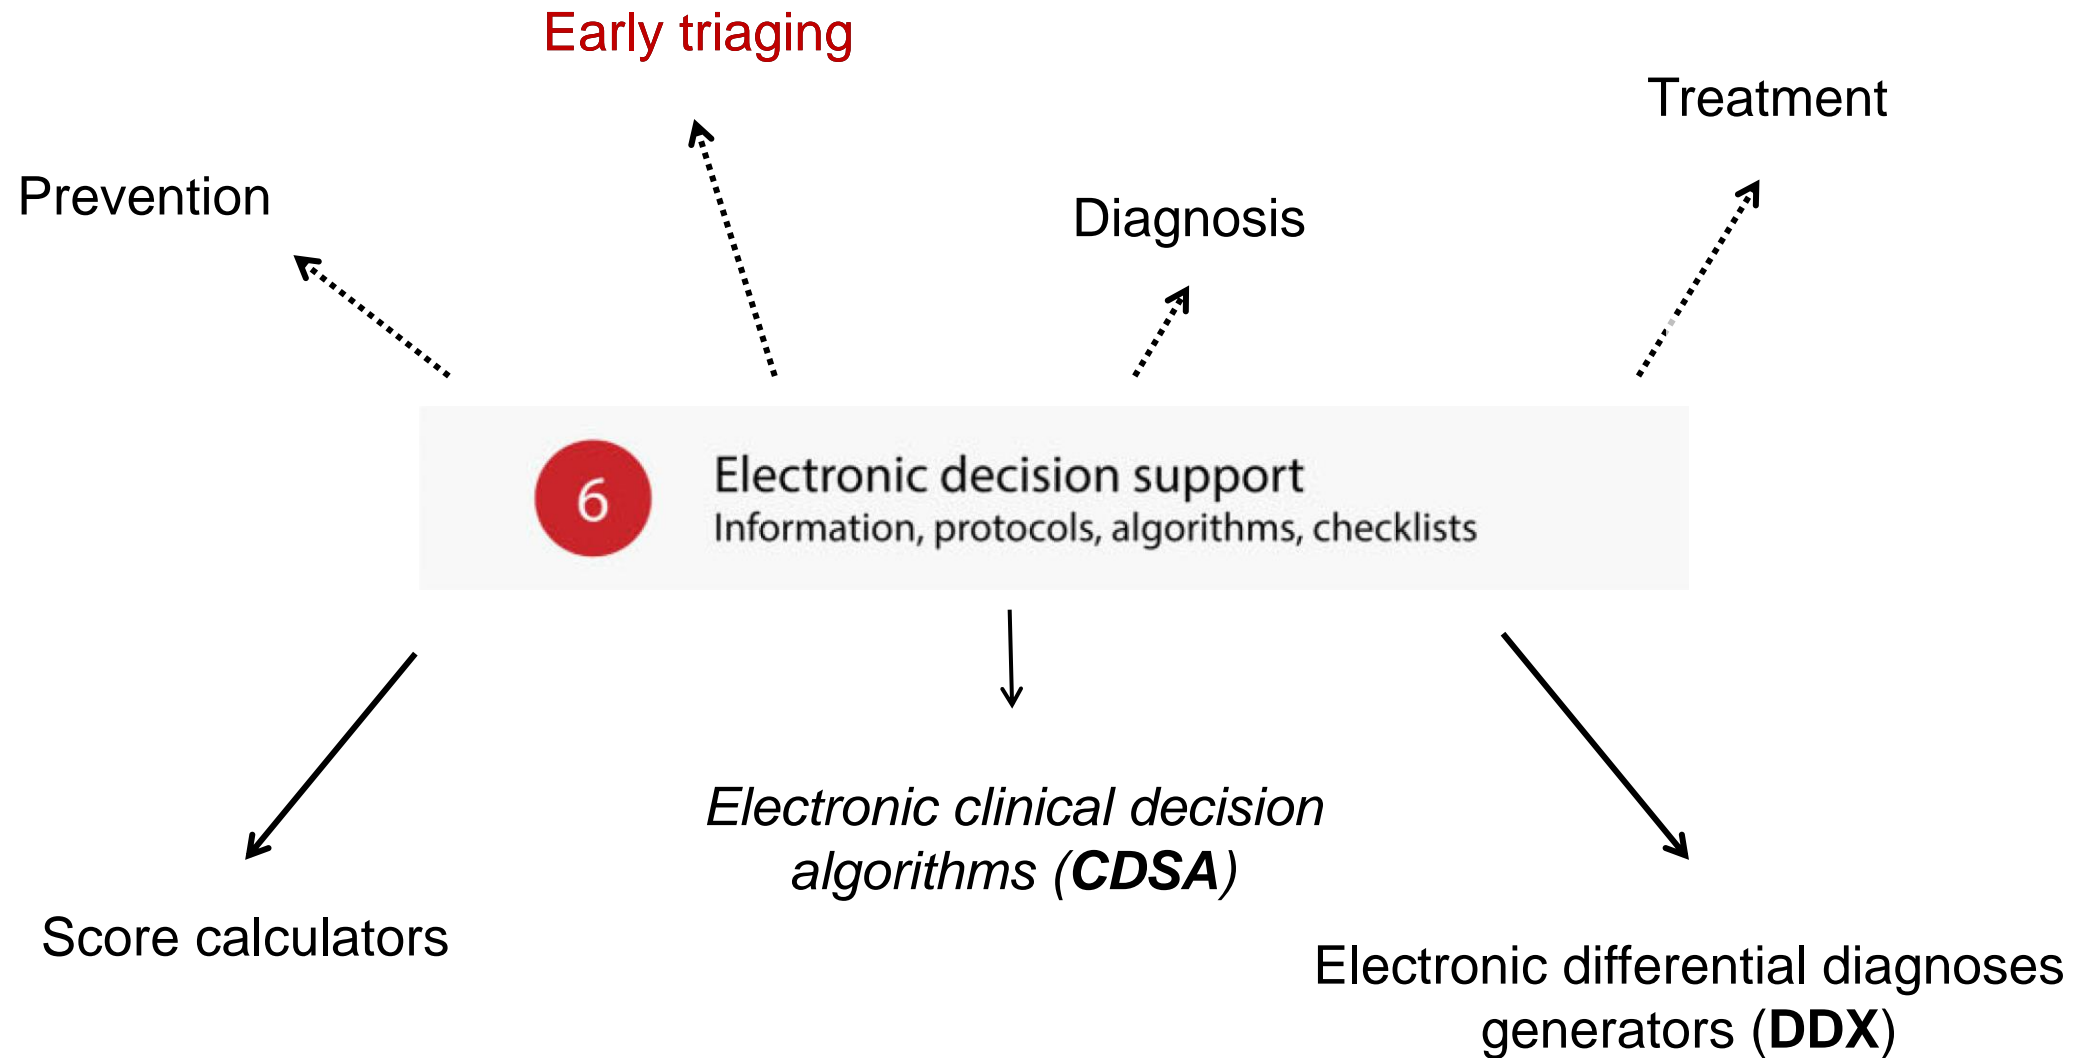 Early triaging
Treatment
Prevention
Diagnosis
6
Electronic decision support
Information, protocols, algorithms, checklists
Electronic clinical decision
algorithms (CDSA)
Score calculators
Electronic differential diagnoses
generators (DDX)